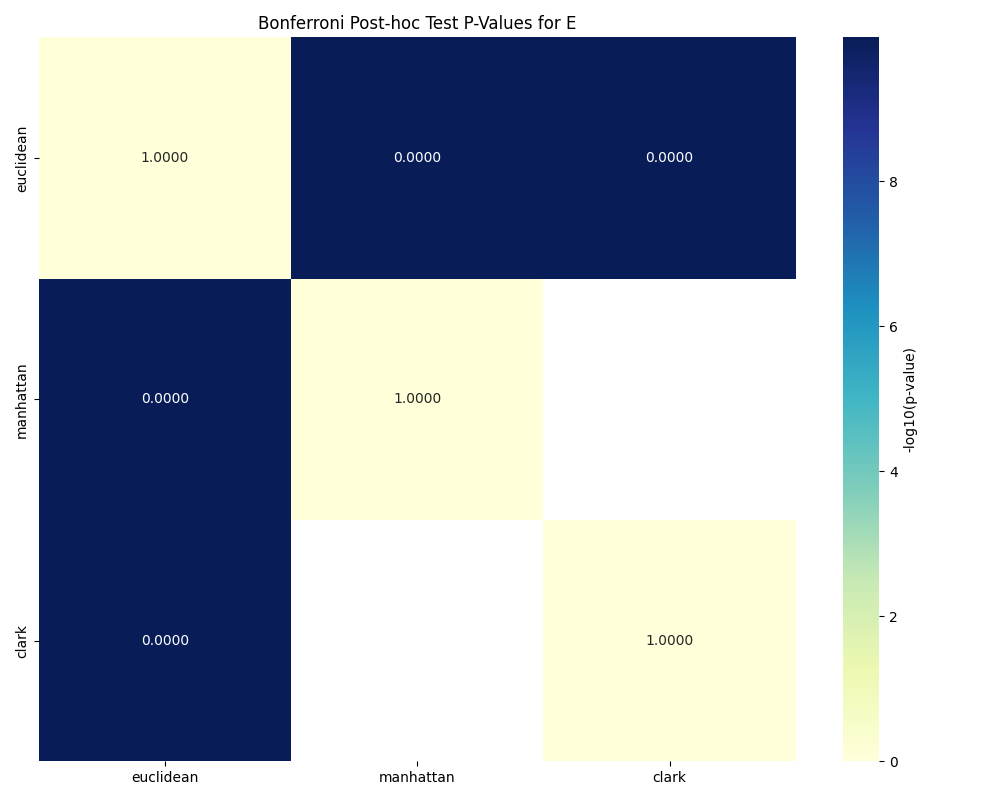 Bonferroni Post-hoc Test P-Values for E
euclidean
1.0000
0.0000
0.0000
manhattan
0.0000
1.0000
clark
0.0000
1.0000
euclidean
manhattan
clark
8
6
4
2
0
-log10(p-value)